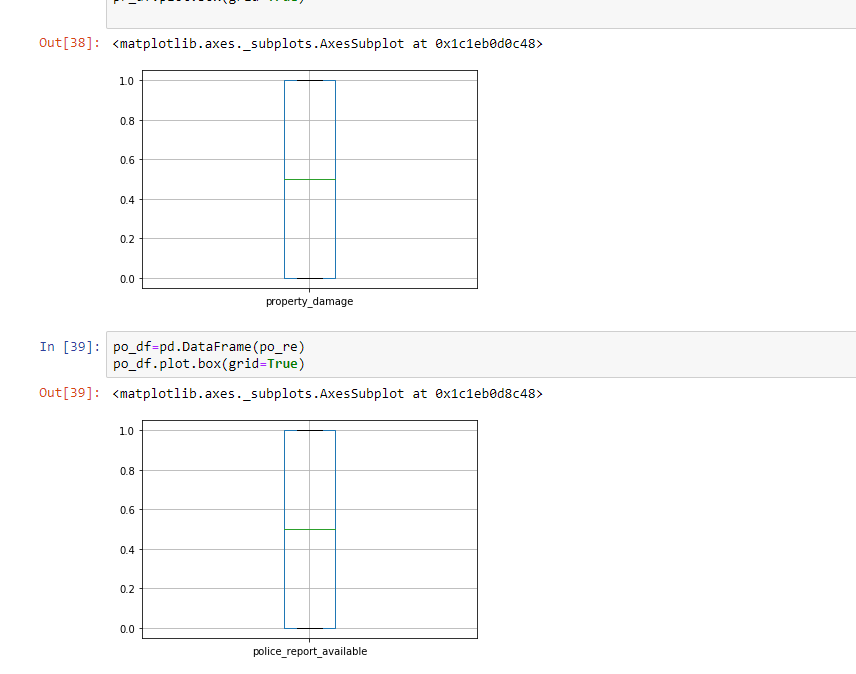 Out[38]: <matplotlib.axes._subplots.AxesSubplot at 0x1c1eb0d0c48>
1.0
0.8
0.6
0.4
0.2
0.0
property_damage
In [39]: po_df=pd.DataFrame(po_re)
po_df.plot.box(grid=True)
Out[39]: <matplotlib.axes._subplots.AxesSubplot at 0x1c1eb0d8c48>
1.0
0.8
0.6
0.4
0.2
0.0
police_report_available